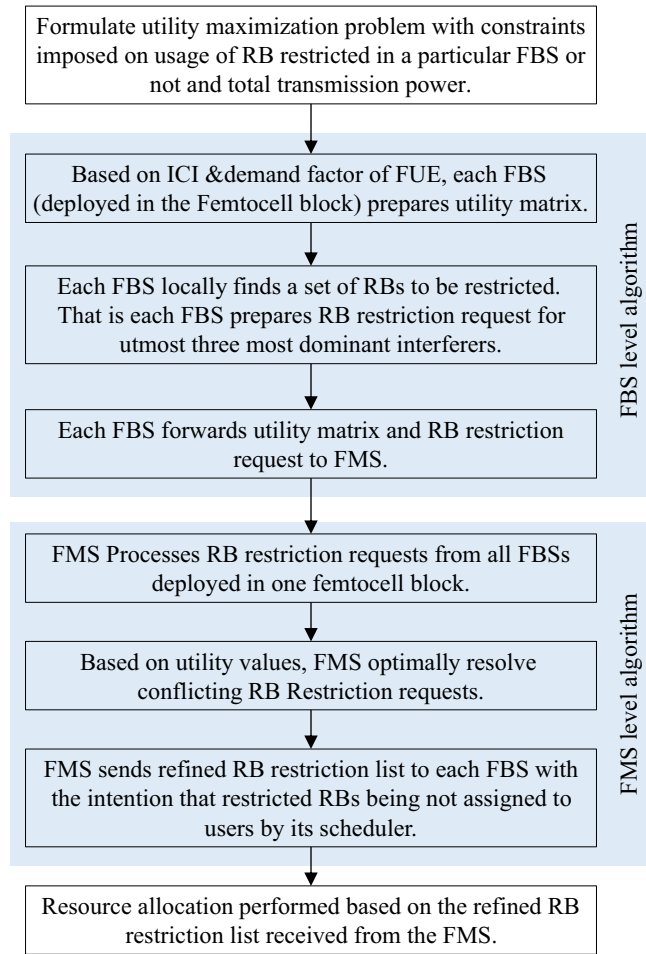 Formulate utility maximization problem with constraints
imposed on usage of RB restricted in a particular FBS or
not and total transmission power.
Based on ICI &demand factor of FUE, each FBS
(deployed in the Femtocell block) prepares utility matrix.
Each FBS locally finds a set of RBs to be restricted.
That is each FBS prepares RB restriction request for
utmost three most dominant interferers.
Each FBS forwards utility matrix and RB restriction
request to FMS.
FBS level algorithm
FMS Processes RB restriction requests from all FBSs
deployed in one femtocell block.
Based on utility values, FMS optimally resolve
conflicting RB Restriction requests.
FMS sends refined RB restriction list to each FBS with
the intention that restricted RBs being not assigned to
users by its scheduler.
FMS level algorithm
Resource allocation performed based on the refined RB
restriction list received from the FMS.